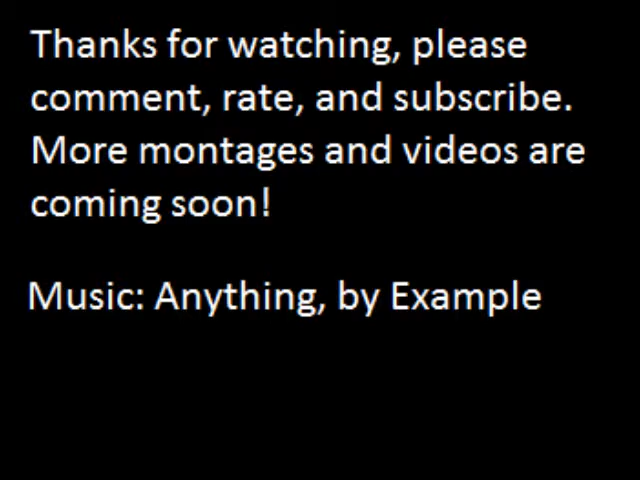 Thanks for watching, please
comment, rate, and subscribe.
More montages and videos are
coming soon!
Music: Anything, by Example